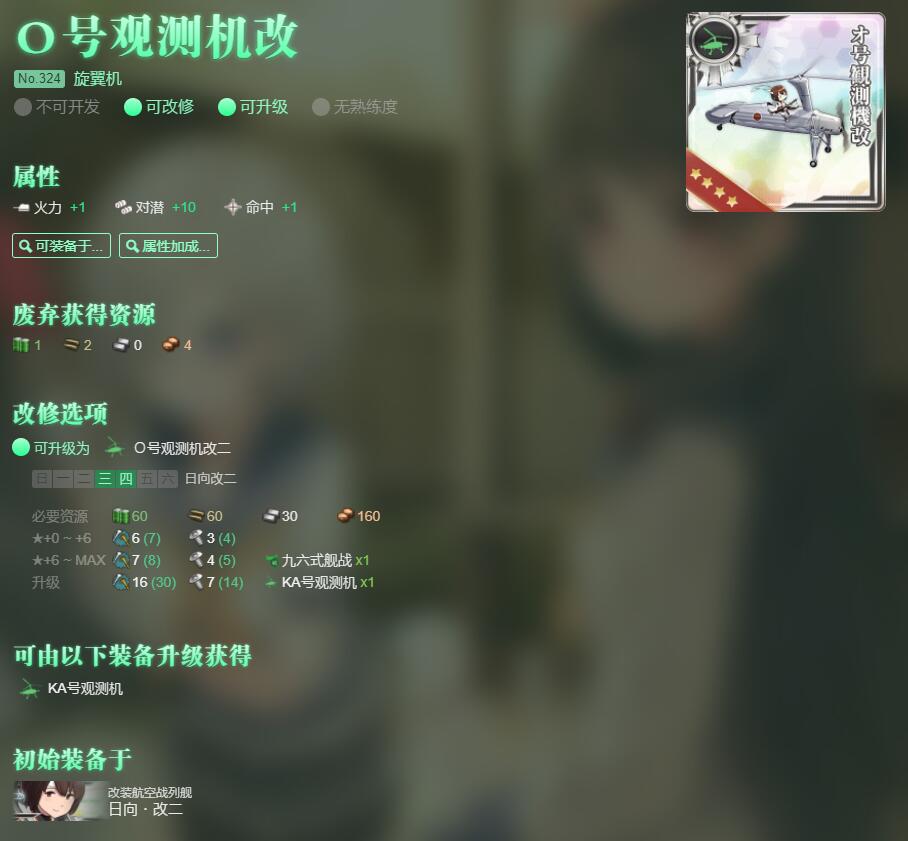 O号观测机改
No.324 旋翼机
不可开发 可改修 可升级 无熟练度
オ号観測機改
属性
火力 +1 对潜 +10 命中 +1
可装备于... 属性加成...
废弃获得资源
1 2 0 4
改修选项
可升级为 O号观测机改二
日 一 二 三 四 五 六 日向改二
必要资源 60 60 30 160
★+0 ~ +6 6 (7) 3 (4)
★+6 ~ MAX 7 (8) 4 (5) 九六式舰战 x1
升级 16 (30) 7 (14) KA号观测机 x1
可由以下装备升级获得
KA号观测机
初始装备于
改装航空战列舰
日向·改二